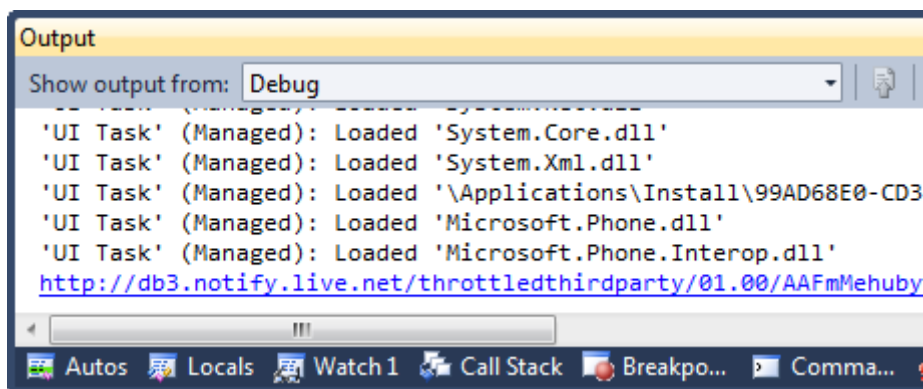 Output
Show output from: Debug
'UI Task' (Managed): Loaded 'System.Core.dll'
'UI Task' (Managed): Loaded 'System.Xml.dll'
'UI Task' (Managed): Loaded '\Applications\Install\99AD68E0-CD3
'UI Task' (Managed): Loaded 'Microsoft.Phone.dll'
'UI Task' (Managed): Loaded 'Microsoft.Phone.Interop.dll'
http://db3.notify.live.net/throttledthirdparty/01.00/AAFmMehuby
Autos Locals Watch 1 Call Stack Breakpo... Comma...